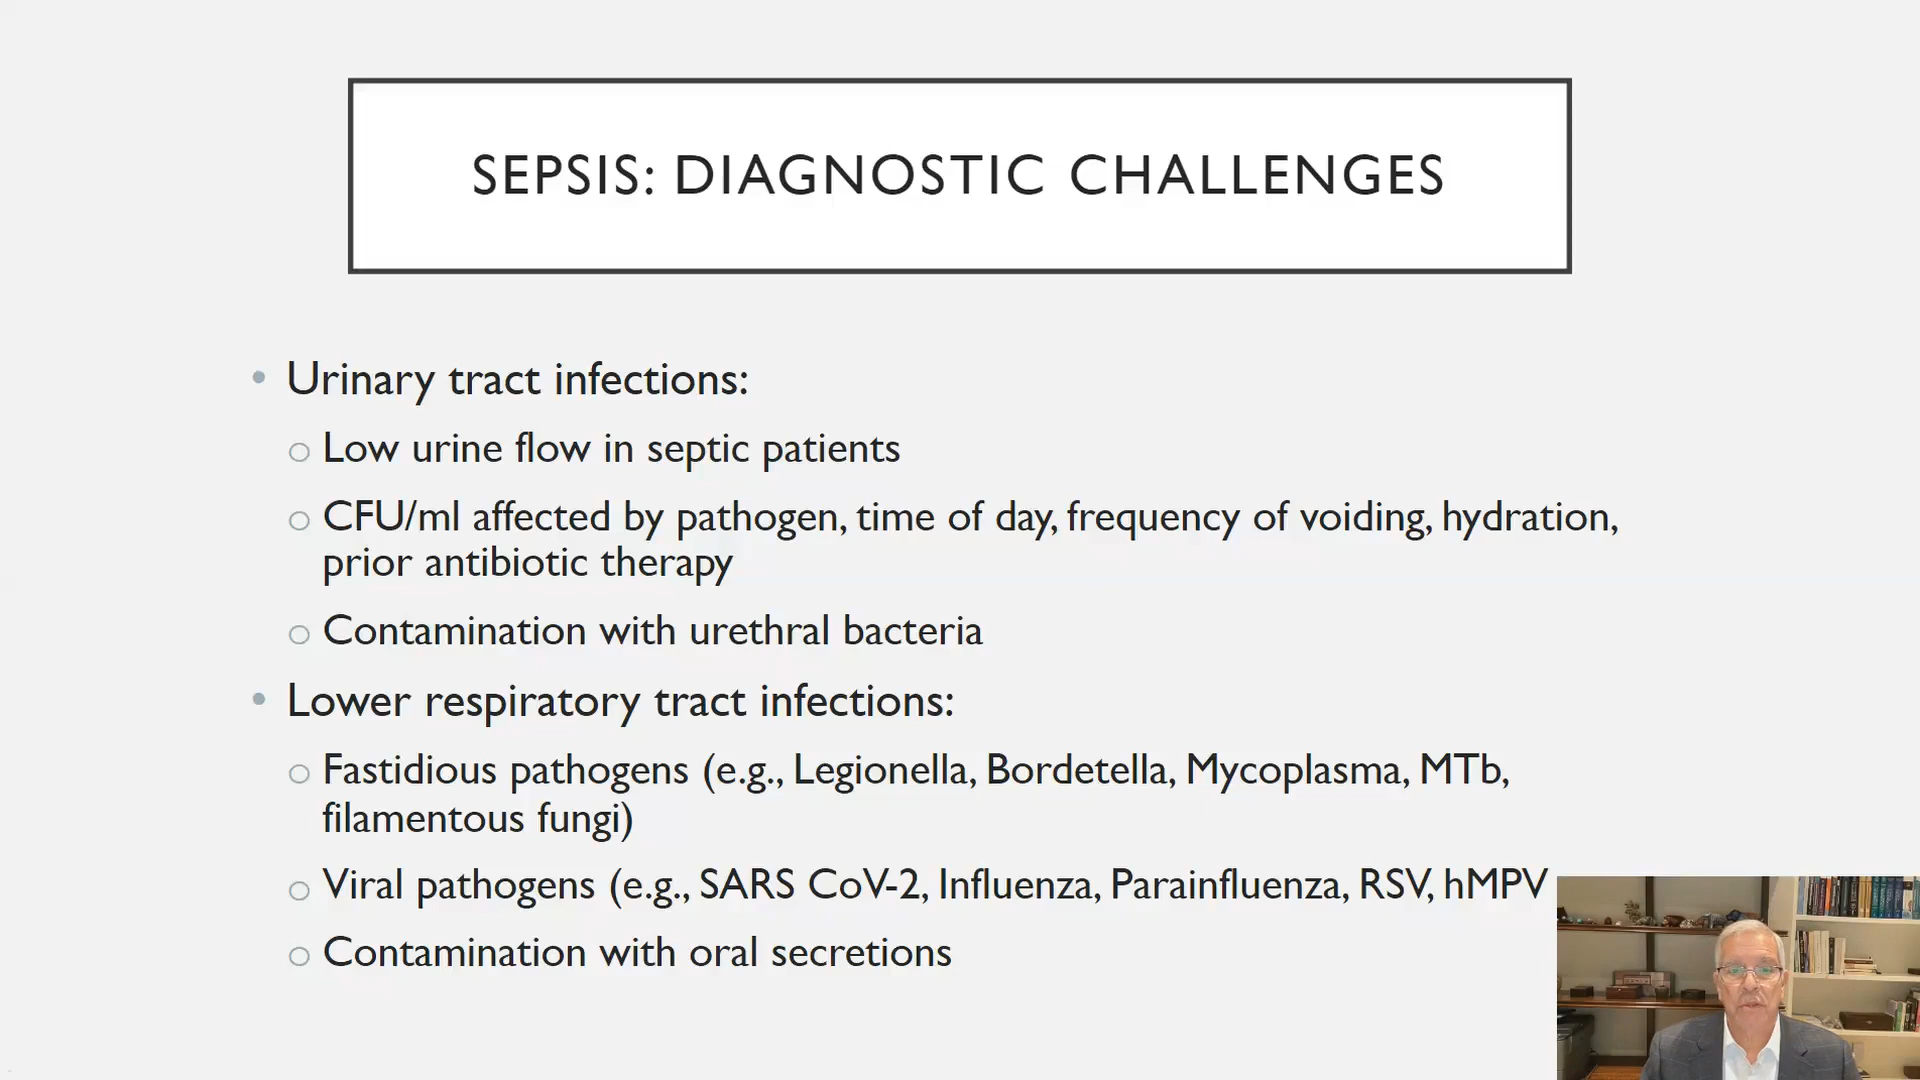 SEPSIS: DIAGNOSTIC CHALLENGES
• Urinary tract infections:
o Low urine flow in septic patients
o CFU/ml affected by pathogen, time of day, frequency of voiding, hydration,
prior antibiotic therapy
o Contamination with urethral bacteria
• Lower respiratory tract infections:
o Fastidious pathogens (e.g., Legionella, Bordetella, Mycoplasma, MTb,
filamentous fungi)
o Viral pathogens (e.g., SARS CoV-2, Influenza, Parainfluenza, RSV, hMPV
o Contamination with oral secretions